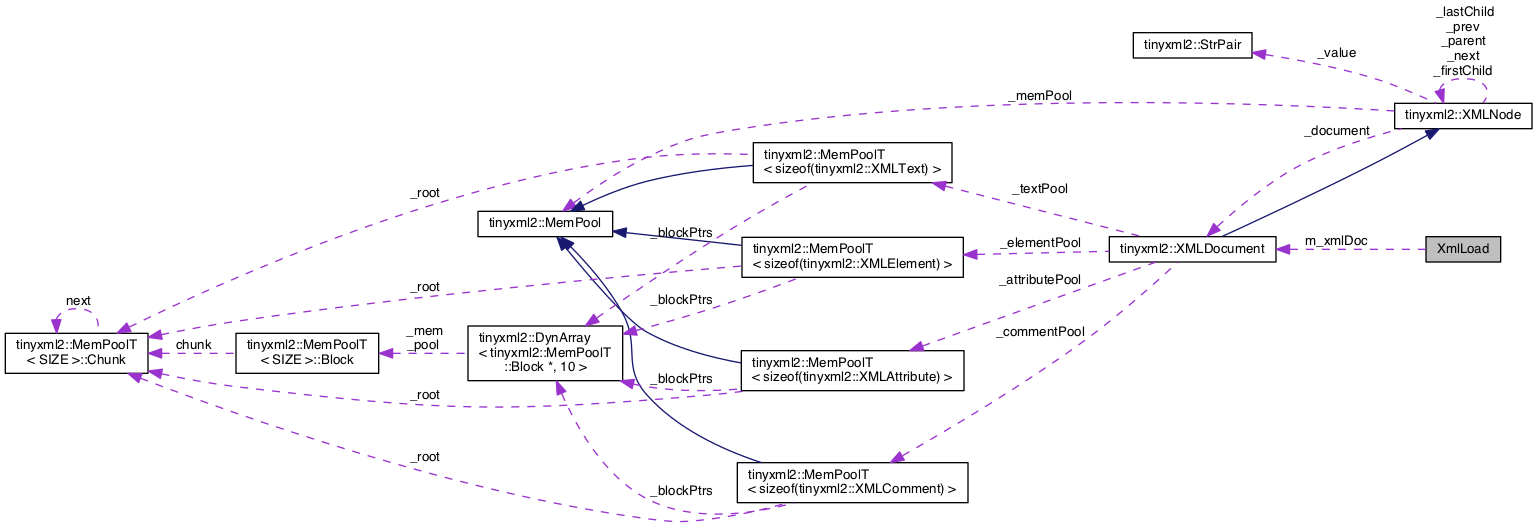 _lastChild
_prev
_parent
_next
_firstChild
tinyxml2::StrPair
_value
_memPool
tinyxml2::XMLNode
_document
tinyxml2::MemPoolT
< sizeof(tinyxml2::XMLText) >
_root
_textPool
tinyxml2::MemPool
_blockPtrs
tinyxml2::MemPoolT
< sizeof(tinyxml2::XMLElement) >
_elementPool
tinyxml2::XMLDocument
m_xmlDoc
XmlLoad
_root
_blockPtrs
_attributePool
next
tinyxml2::MemPoolT
< SIZE >::Chunk
chunk
tinyxml2::MemPoolT
< SIZE >::Block
_mem
_pool
tinyxml2::DynArray
< tinyxml2::MemPoolT
::Block *, 10 >
_commentPool
tinyxml2::MemPoolT
< sizeof(tinyxml2::XMLAttribute) >
_blockPtrs
_root
_root
_blockPtrs
tinyxml2::MemPoolT
< sizeof(tinyxml2::XMLComment) >